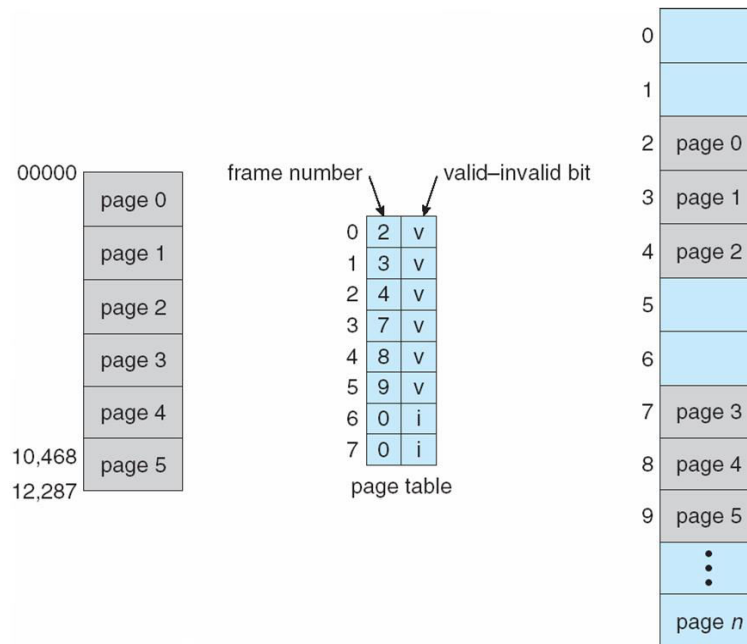 00000
page 0
page 1
page 2
page 3
page 4
10,468
page 5
12,287
frame number
valid–invalid bit
0 2 v
1 3 v
2 4 v
3 7 v
4 8 v
5 9 v
6 0 i
7 0 i
page table
0
1
2 page 0
3 page 1
4 page 2
5
6
7 page 3
8 page 4
9 page 5
page n